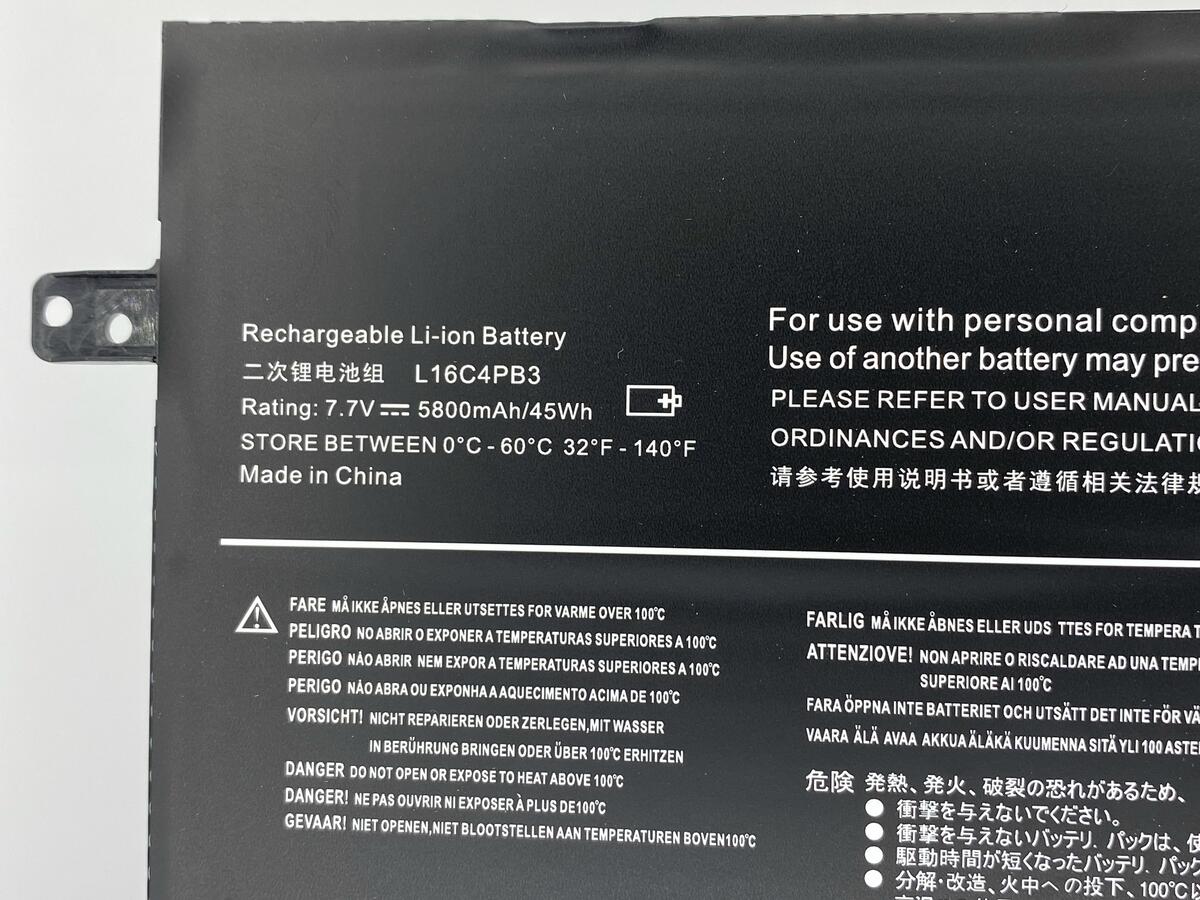 Rechargeable Li-ion Battery
二次锂电池组 L16C4PB3
Rating: 7.7V 5800mAh/45Wh
STORE BETWEEN 0°C - 60°C 32°F - 140°F
Made in China
For use with personal comp
Use of another battery may pre
PLEASE REFER TO USER MANUAL
ORDINANCES AND/OR REGULATI
请参考使用说明书或者遵循相关法律规
FARE MÅ IKKE ÅPNES ELLER UTSETTES FOR VARME OVER 100°C
PELIGRO NO ABRIR O EXPONER A TEMPERATURAS SUPERIORES A 100°C
PERIGO NÃO ABRIR NEM EXPOR A TEMPERATURAS SUPERIORES A 100°C
PERIGO NÃO ABRA OU EXPONHA A AQUECIMENTO ACIMA DE 100°C
VORSICHT! NICHT REPARIEREN ODER ZERLEGEN,MIT WASSER
IN BERÜHRUNG BRINGEN ODER ÜBER 100°C ERHITZEN
DANGER DO NOT OPEN OR EXPOSE TO HEAT ABOVE 100°C
DANGER! NE PAS OUVRIR NI EXPOSER À PLUS DE100°C
GEVAAR! NIET OPENEN,NIET BLOOTSTELLEN AAN TEMPERATUREN BOVEN100°C
FARLIG MÅ IKKE ÅBNES ELLER UDS TTES FOR TEMPERAT
ATTENZIOVE! NON APRIRE O RISCALDARE AD UNA TEMP
SUPERIORE AI 100°C
FARA ÖPPNA INTE BATTERIET OCH UTSÄTT DET INTE FÖR VÄ
VAARA ÄLÄ AVAA AKKUA ÄLÄKÄ KUUMENNA SITÄ YLI 100 ASTE
危険 発熱、発火、破裂の恐れがあるため、
● 衝撃を与えないでください。
● 衝撃を与えないバッテリ. パックは、使
● 駆動時間が短くなったバッテリ. パック
● 分解·改造、火中への投下、100°C以